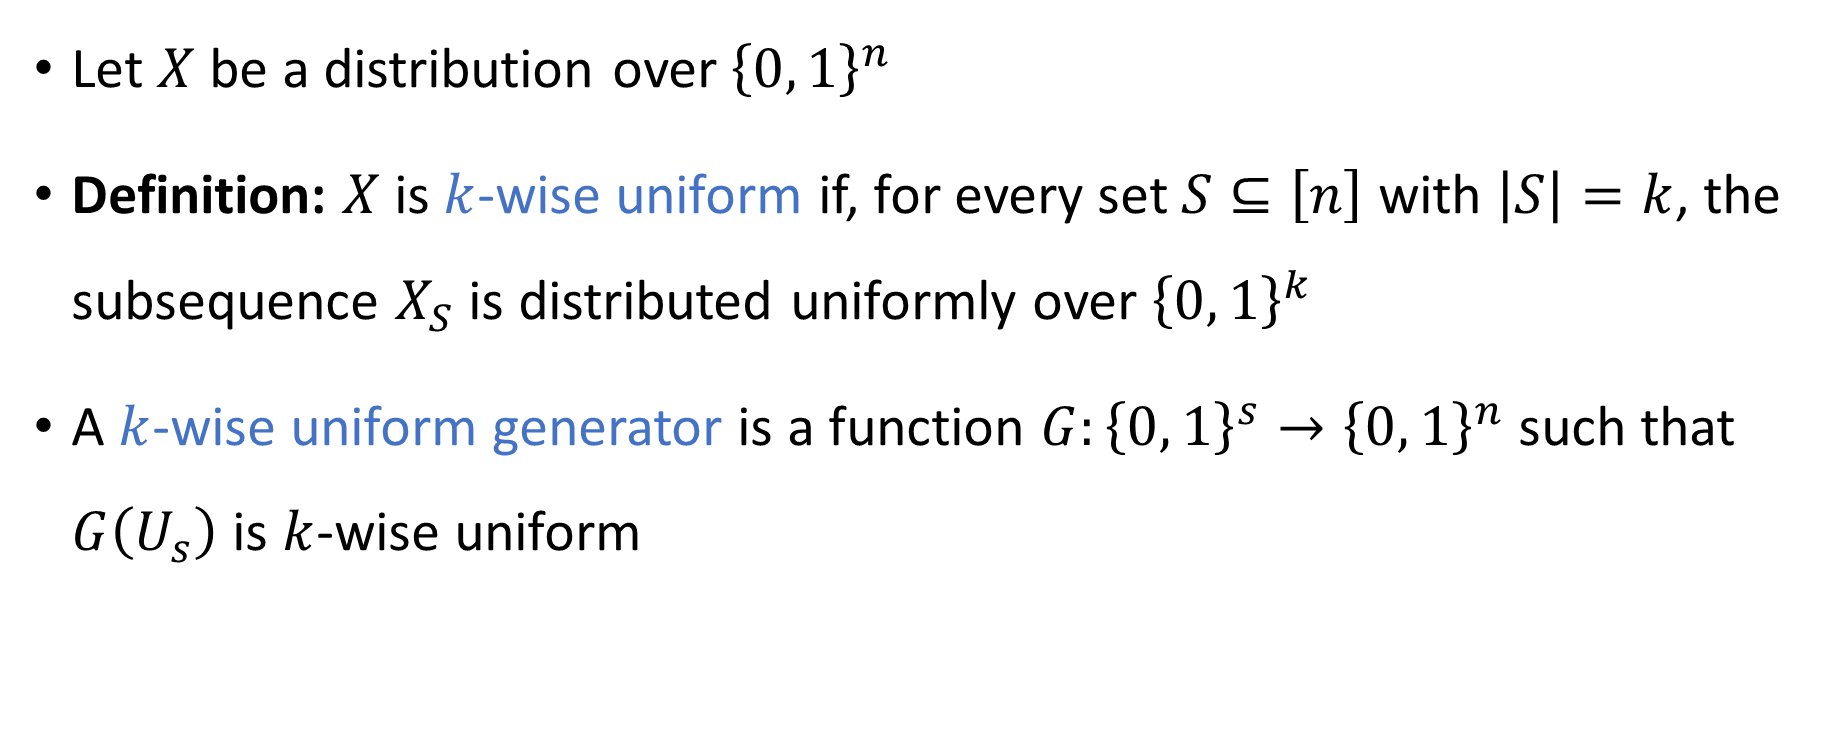 • Let X be a distribution over {0, 1}ⁿ
• Definition: X is k-wise uniform if, for every set S ⊆ [n] with |S| = k, the
subsequence X_S is distributed uniformly over {0, 1}ᵏ
• A k-wise uniform generator is a function G: {0, 1}ˢ → {0, 1}ⁿ such that
G(U_s) is k-wise uniform